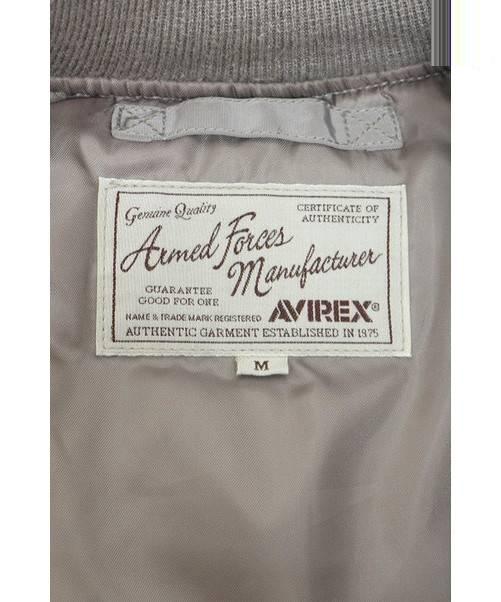 Genuine Quality
CERTIFICATE OF
AUTHENTICITY
Armed Forces
Manufacturer
GUARANTEE
GOOD FOR ONE
NAME & TRADE MARK REGISTERED
AVIREX®
AUTHENTIC GARMENT ESTABLISHED IN 1975
M